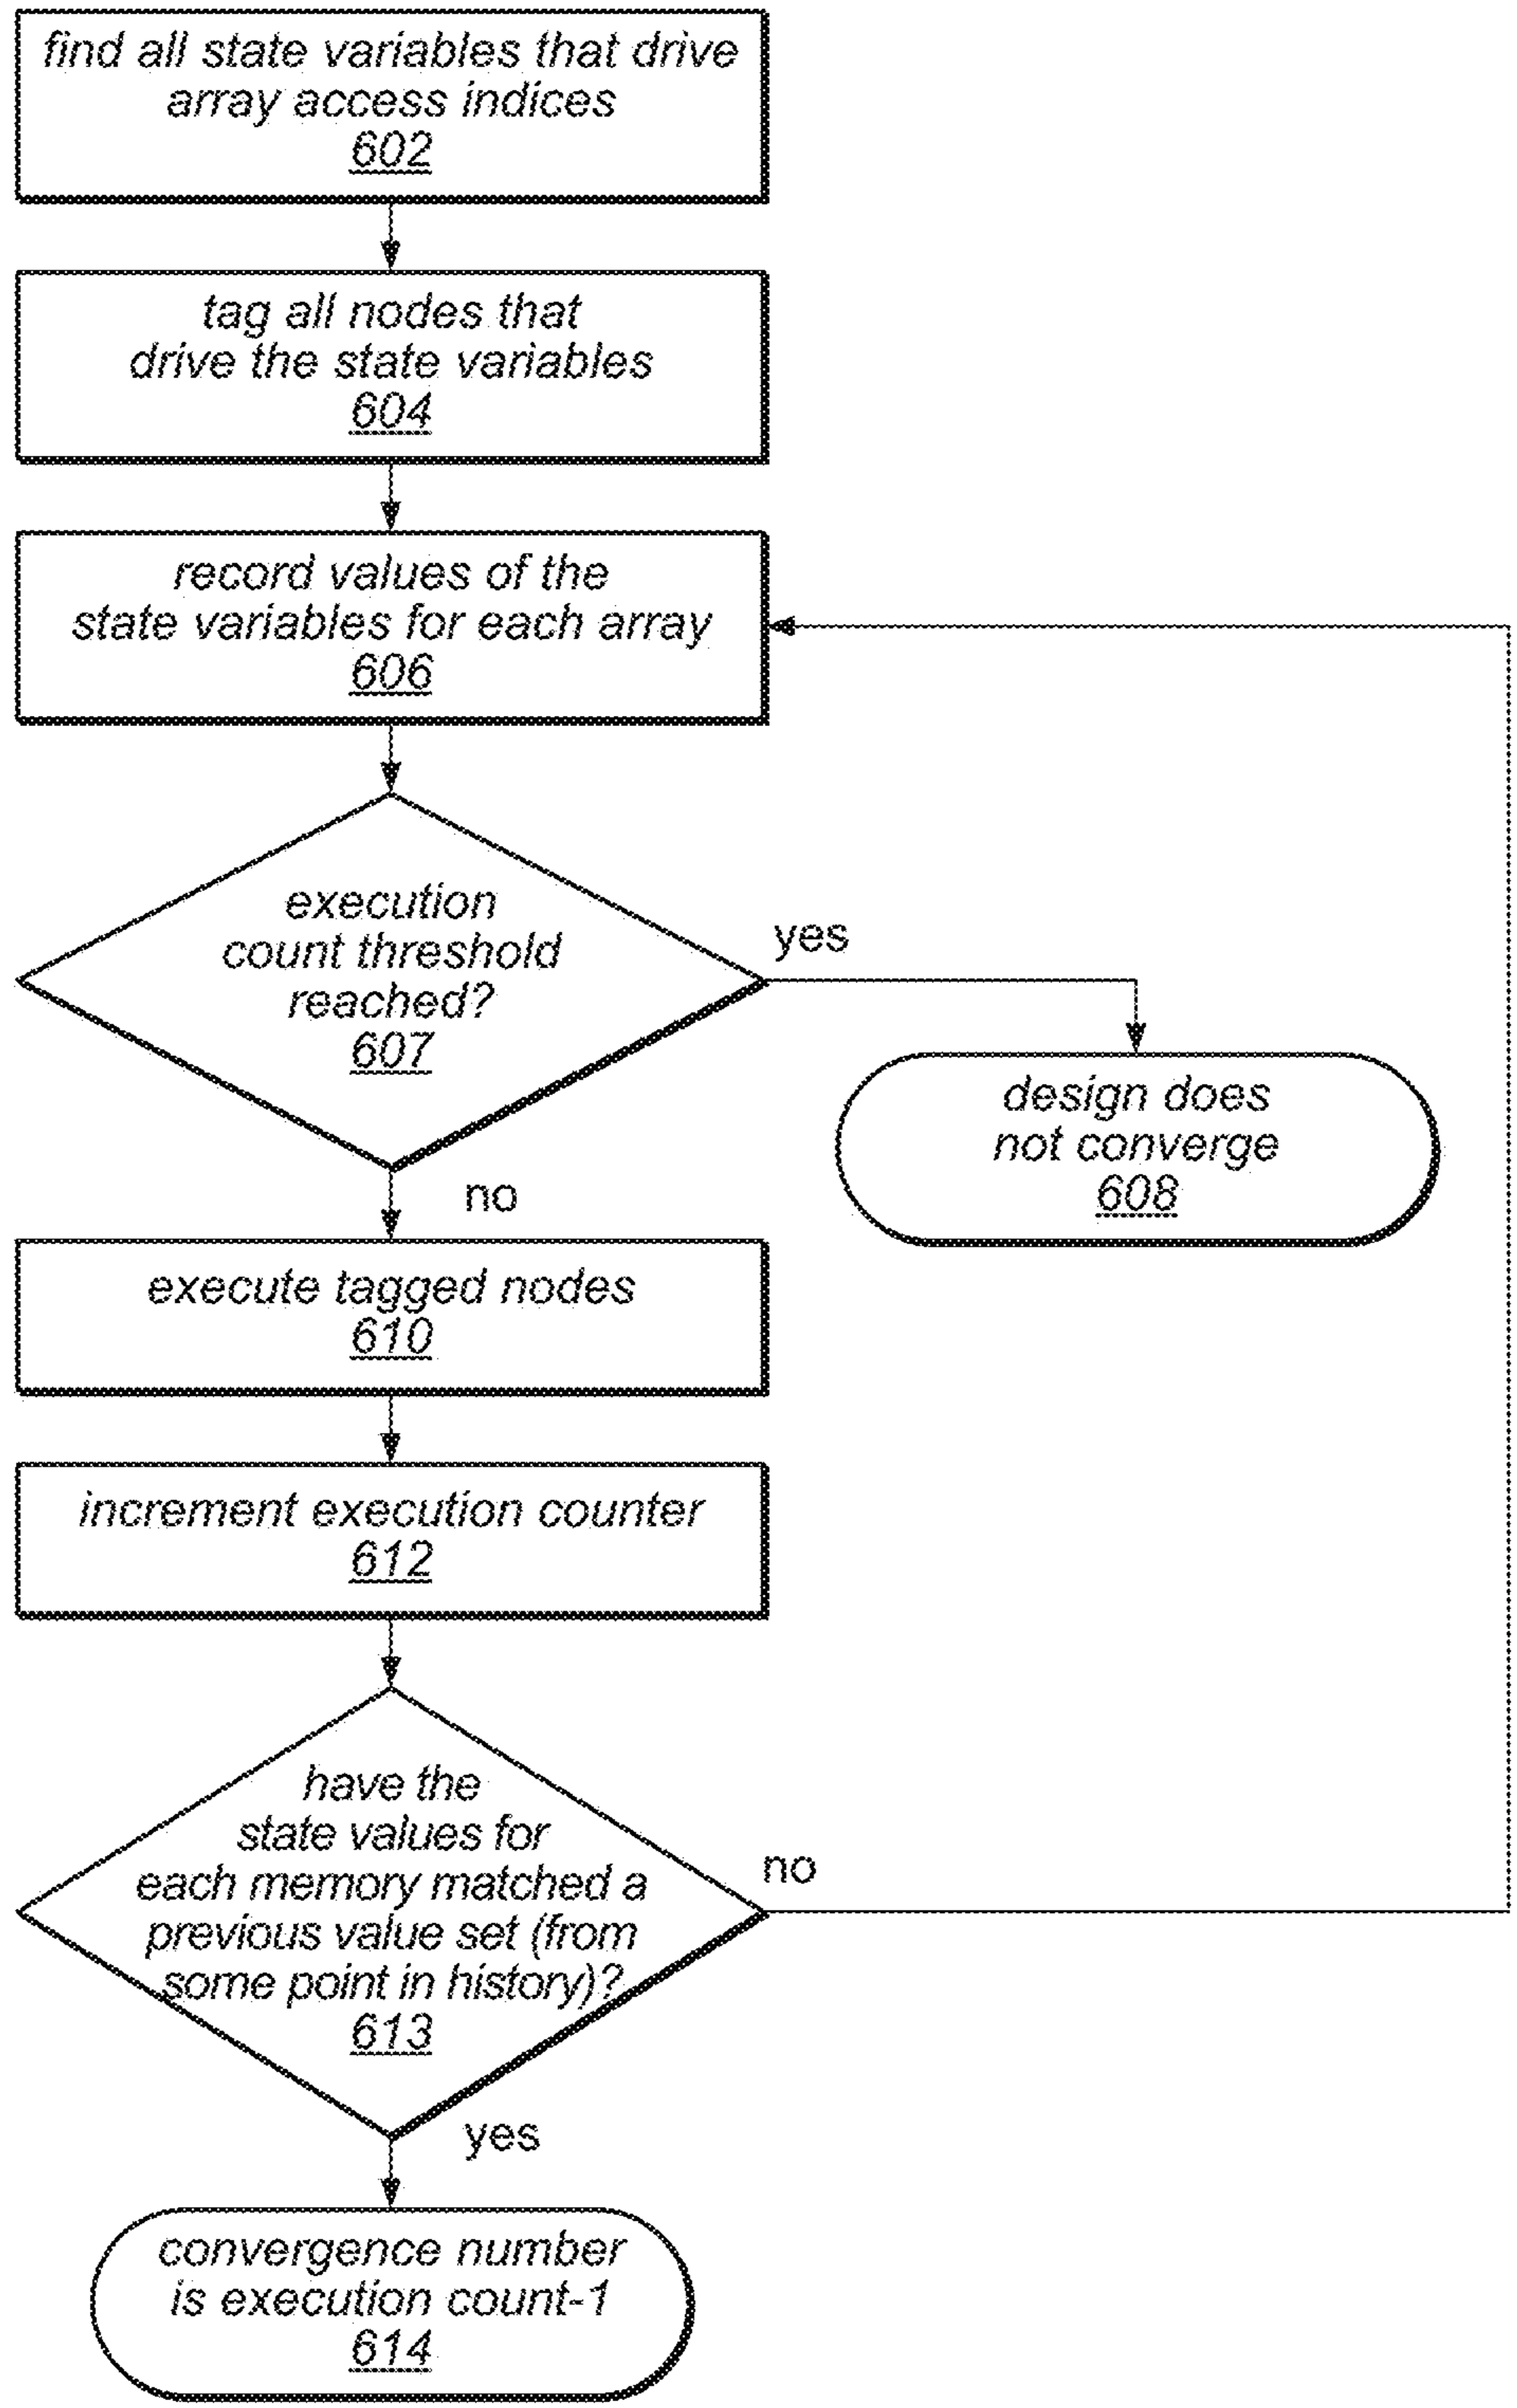 find all state variables that drive
array access indices
602
tag all nodes that
drive the state variables
604
record values of the
state variables for each array
606
execution
count threshold
reached?
607
yes
design does
not converge
608
no
execute tagged nodes
610
increment execution counter
612
have the
state values for
each memory matched a
previous value set (from
some point in history)?
613
no
yes
convergence number
is execution count-1
614